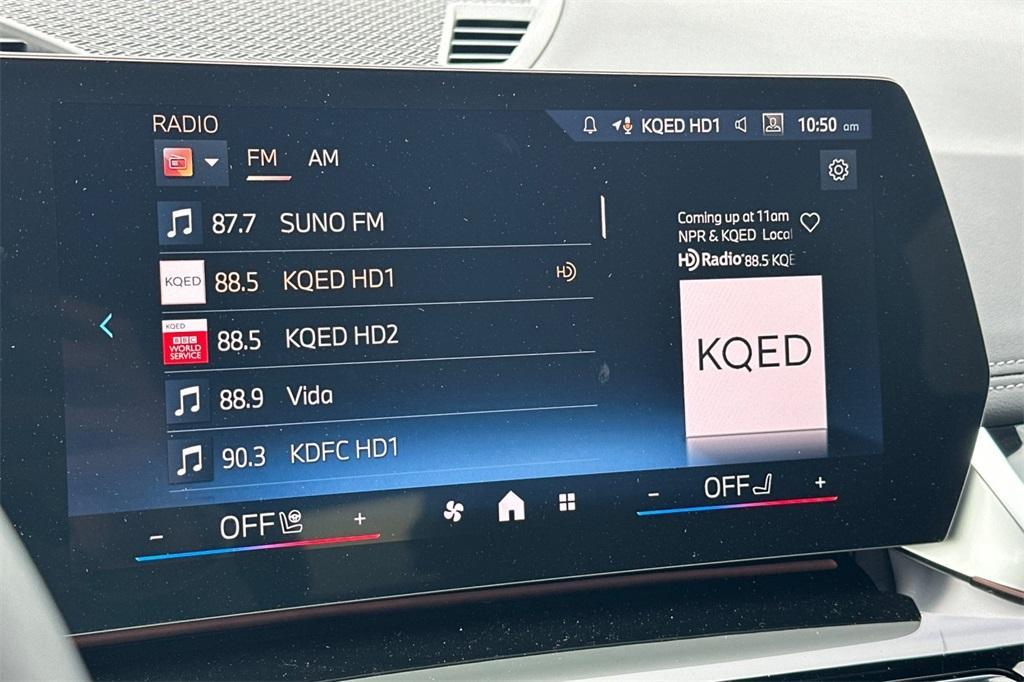 RADIO
KQED HD1 10:50 am
FM AM
87.7 SUNO FM
KQED 88.5 KQED HD1 HD
KQED BBC WORLD SERVICE 88.5 KQED HD2
88.9 Vida
90.3 KDFC HD1
Coming up at 11am
NPR & KQED Local
HD Radio 88.5 KQE
KQED
- OFF +
- OFF +